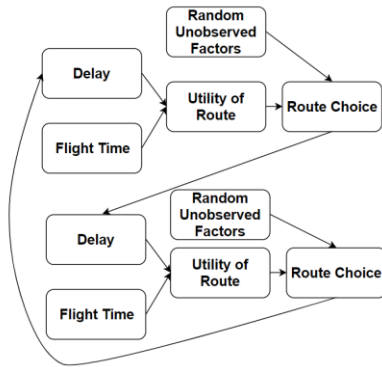 Random
Unobserved
Factors
Delay
Utility of
Route
Route Choice
Flight Time
Random
Unobserved
Factors
Delay
Utility of
Route
Route Choice
Flight Time